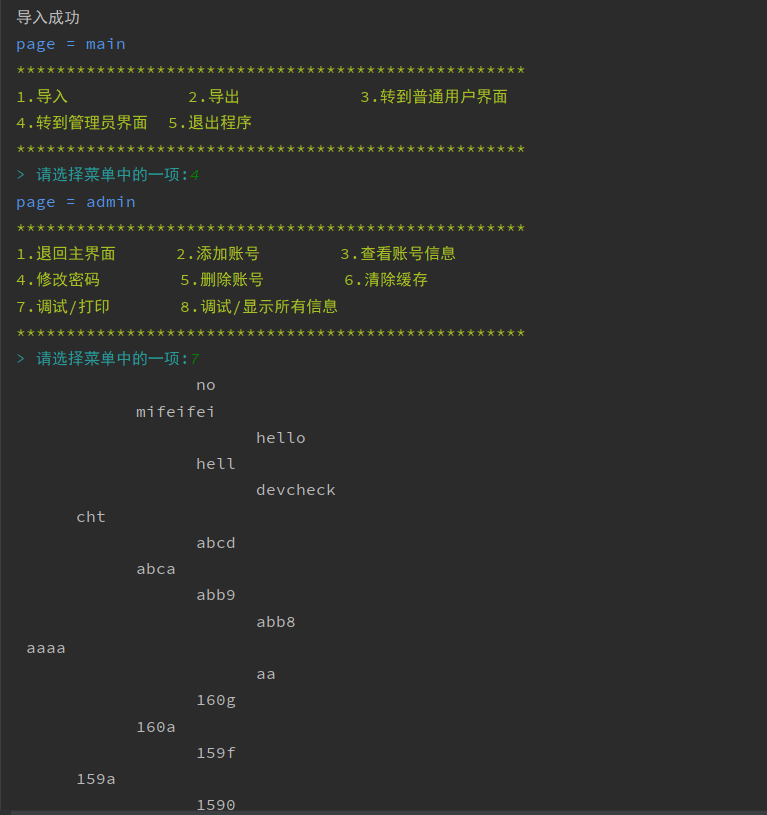 导入成功
page = main
***************************************************
1.导入 2.导出 3.转到普通用户界面
4.转到管理员界面 5.退出程序
***************************************************
> 请选择菜单中的一项:4
page = admin
***************************************************
1.退回主界面 2.添加账号 3.查看账号信息
4.修改密码 5.删除账号 6.清除缓存
7.调试/打印 8.调试/显示所有信息
***************************************************
> 请选择菜单中的一项:7
no
mifeifei
hello
hell
devcheck
cht
abcd
abca
abb9
abb8
aaaa
aa
160g
160a
159f
159a
1590